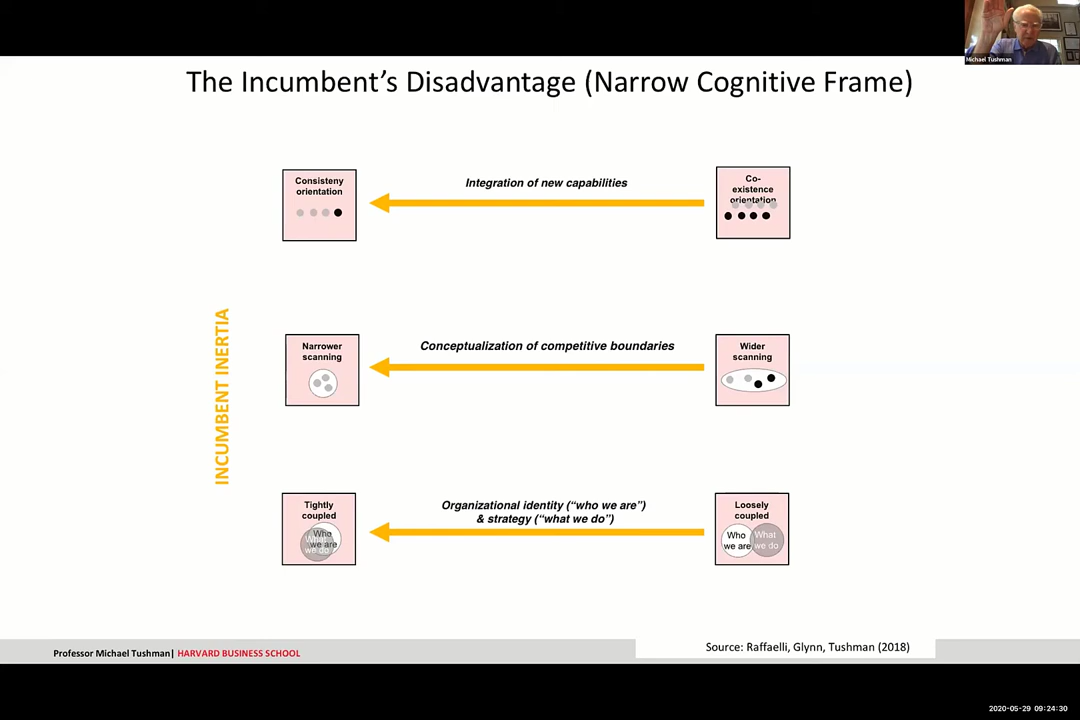 Michael Tushman
The Incumbent's Disadvantage (Narrow Cognitive Frame)
Consisteny
orientation
Integration of new capabilities
Co-
existence
orientation
INCUMBENT INERTIA
Narrower
scanning
Conceptualization of competitive boundaries
Wider
scanning
Tightly
coupled
Who
we are
What
we do
Organizational identity ("who we are")
& strategy ("what we do")
Loosely
coupled
Who
we are
What
we do
Source: Raffaelli, Glynn, Tushman (2018)
Professor Michael Tushman| HARVARD BUSINESS SCHOOL
2020-05-29 09:24:30